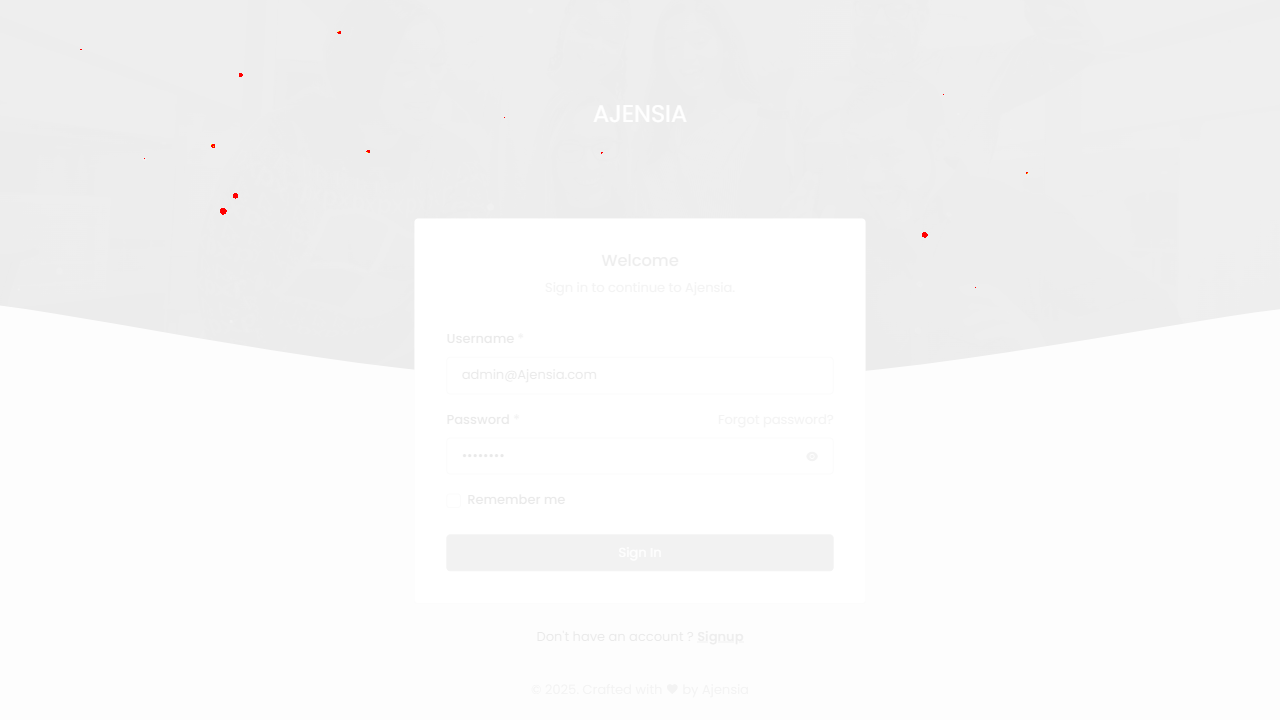 AJENSIA
Welcome
Sign in to continue to Ajensia.
Username *
admin@Ajensia.com
Password *
Forgot password?
••••••••
Remember me
Sign In
Don't have an account ? Signup
© 2025. Crafted with ♥ by Ajensia